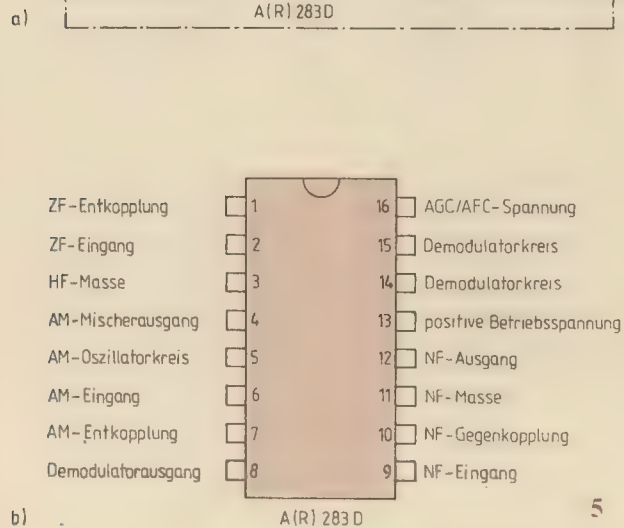 a)
A(R) 283D
ZF-Entkopplung
1
16
AGC/AFC-Spannung
ZF-Eingang
2
15
Demodulatorkreis
HF-Masse
3
14
Demodulatorkreis
AM-Mischerausgang
4
13
positive Betriebsspannung
AM-Oszillatorkreis
5
12
NF-Ausgang
AM-Eingang
6
11
NF-Masse
AM-Entkopplung
7
10
NF-Gegenkopplung
Demodulatorausgang
8
9
NF-Eingang
b)
A(R) 283D
5